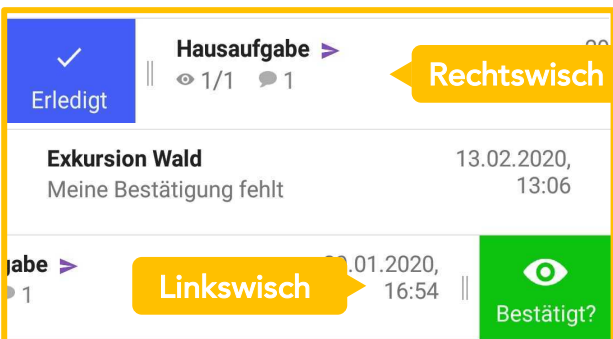 Hausaufgabe
Rechtswisch
1/1 1
Erledigt
Exkursion Wald
13.02.2020,
Meine Bestätigung fehlt
13:06
.01.2020,
1
Linkswisch
16:54
Bestätigt?